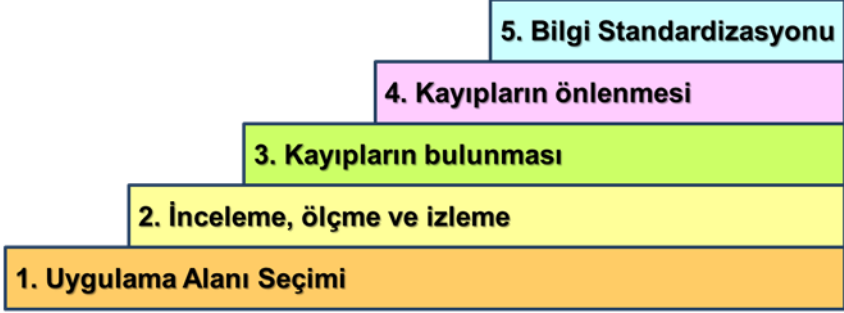 5. Bilgi Standardizasyonu
4. Kayıpların önlenmesi
3. Kayıpların bulunması
2. İnceleme, ölçme ve izleme
1. Uygulama Alanı Seçimi